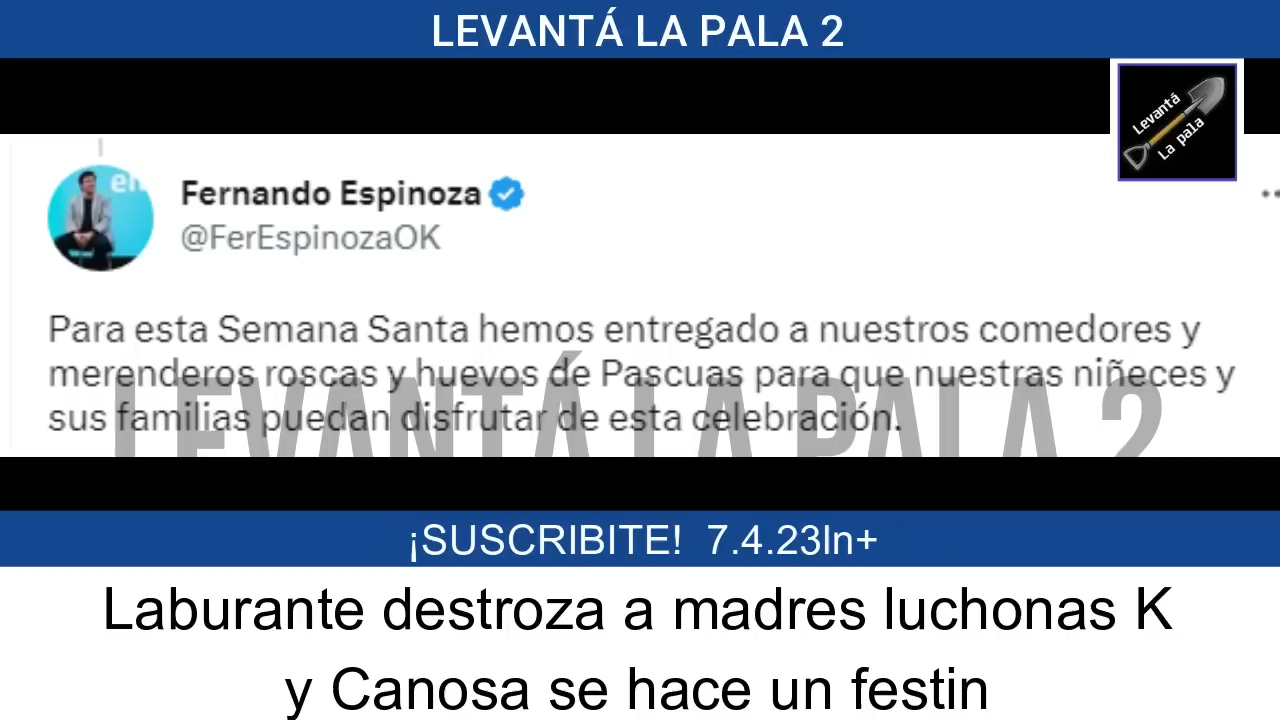 LEVANTÁ LA PALA 2
Levantá
La pala
en
Fernando Espinoza
@FerEspinozaOK
Para esta Semana Santa hemos entregado a nuestros comedores y
merenderos roscas y huevos de Pascuas para que nuestras niñeces y
sus familias puedan disfrutar de esta celebración.
LEVANTÁ LA PALA 2
¡SUSCRIBITE! 7.4.23ln+
Laburante destroza a madres luchonas K
y Canosa se hace un festin